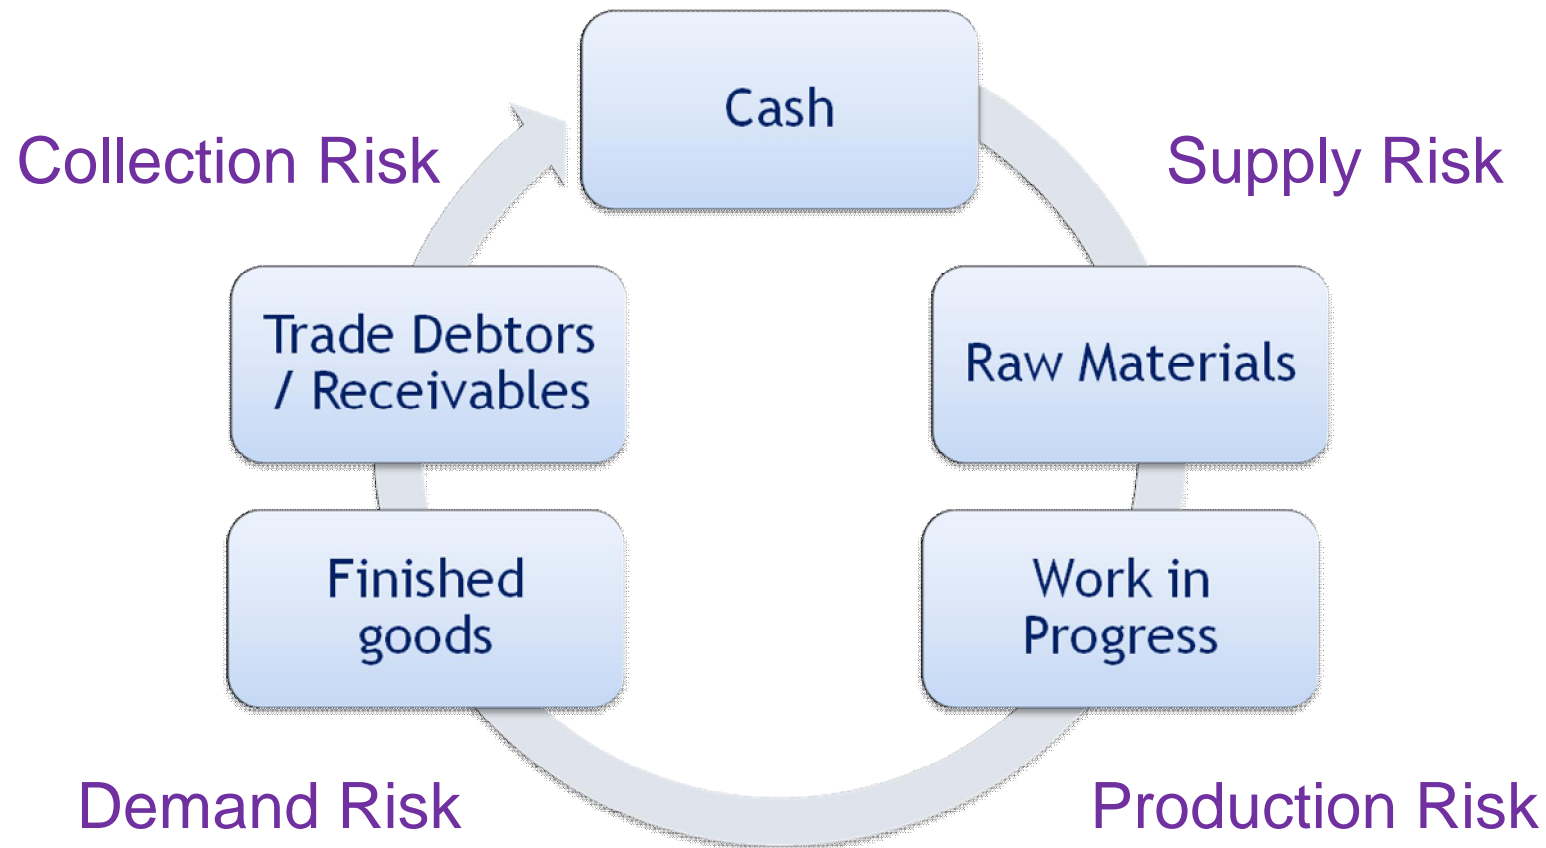 Cash
Collection Risk
Supply Risk
Trade Debtors
/ Receivables
Raw Materials
Finished
goods
Work in
Progress
Demand Risk
Production Risk